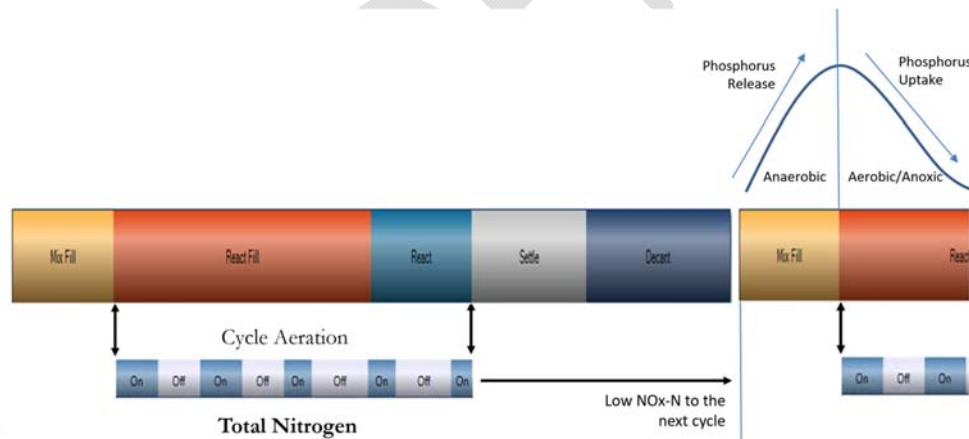 Phosphorus
Release
Phosphorus
Uptake
Anaerobic
Aerobic/Anoxic
Mix Fill
React Fill
React
Settle
Decant
Mix Fill
React
Cycle Aeration
On
Off
On
Off
On
Off
On
Off
On
On
Off
On
Low NOx-N to the
next cycle
Total Nitrogen